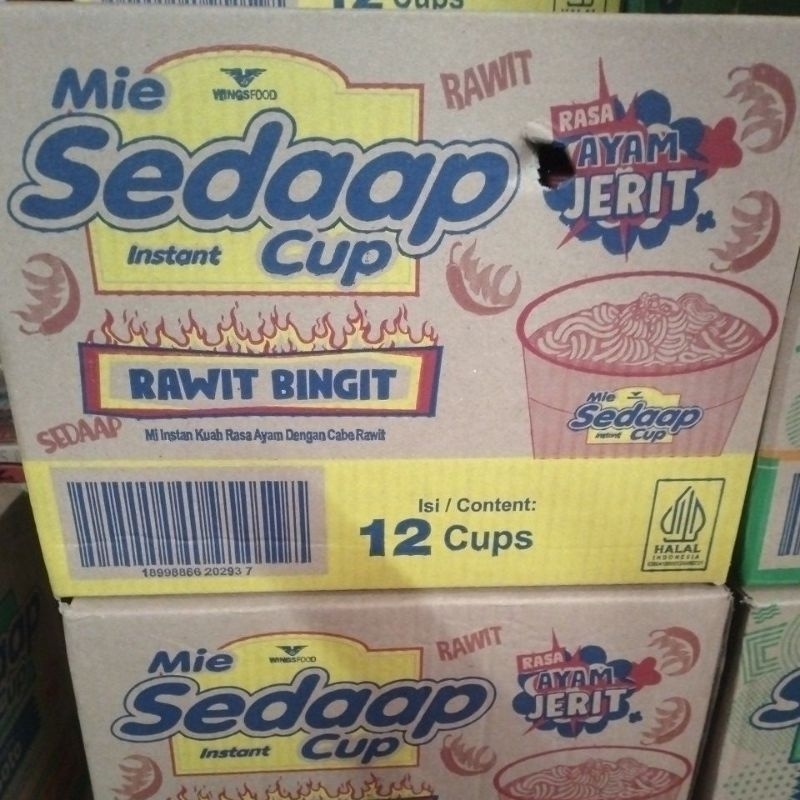 12 Cups
Mie
WINGSFOOD
Sedaap
Instant Cup
RAWIT
RASA
AYAM
JERIT
RAWIT BINGIT
SEDAAP
Mi Instan Kuah Rasa Ayam Dengan Cabe Rawit
Mie
Sedaap
Instant Cup
18998866 20293 7
Isi / Content:
12 Cups
HALAL
INDONESIA
Mie
WINGSFOOD
Sedaap
Instant Cup
RAWIT
RASA
AYAM
JERIT